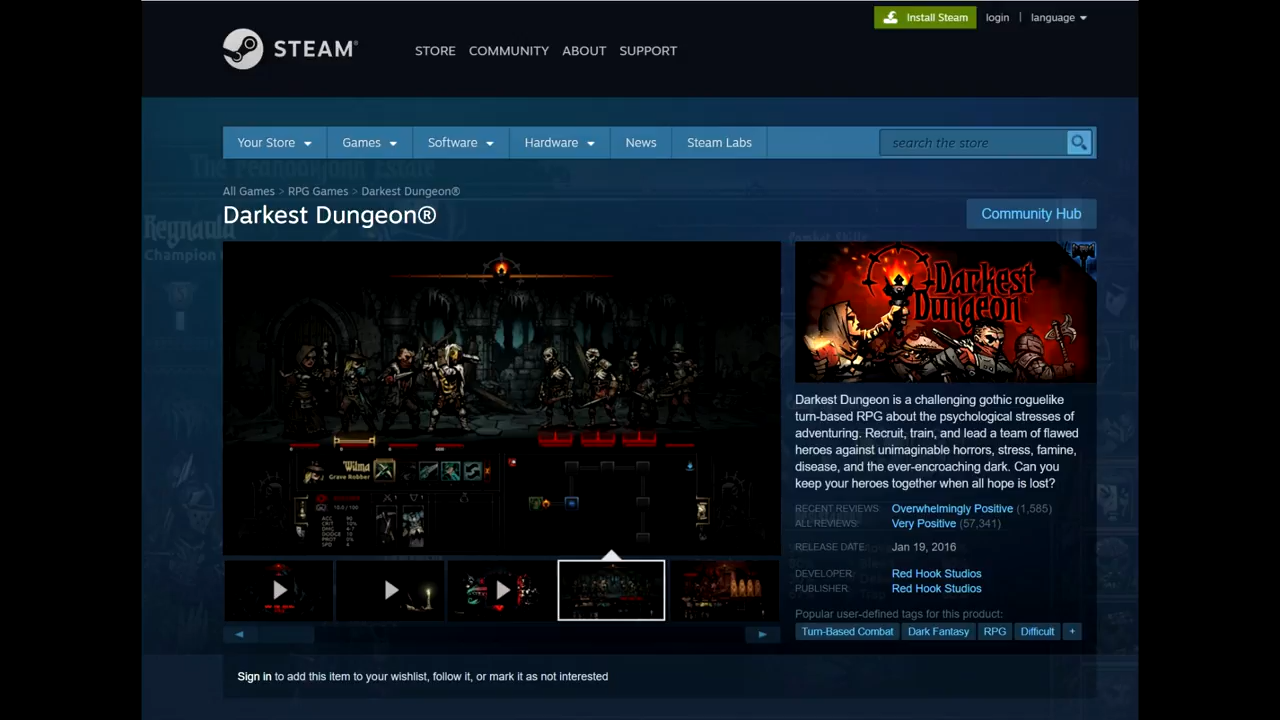 Install Steam
login | language
STEAM®
STORE COMMUNITY ABOUT SUPPORT
Your Store Games Software Hardware News Steam Labs
search the store
All Games > RPG Games > Darkest Dungeon®
Darkest Dungeon®
Community Hub
Reynauld
Champion
Combat Skills
Darkest
Dungeon
Wilma
Grave Robber
Darkest Dungeon is a challenging gothic roguelike
turn-based RPG about the psychological stresses of
adventuring. Recruit, train, and lead a team of flawed
heroes against unimaginable horrors, stress, famine,
disease, and the ever-encroaching dark. Can you
keep your heroes together when all hope is lost?
RECENT REVIEWS: Overwhelmingly Positive (1,585)
ALL REVIEWS: Very Positive (57,341)
RELEASE DATE: Jan 19, 2016
DEVELOPER: Red Hook Studios
PUBLISHER: Red Hook Studios
Popular user-defined tags for this product:
Turn-Based Combat Dark Fantasy RPG Difficult +
Sign in to add this item to your wishlist, follow it, or mark it as not interested